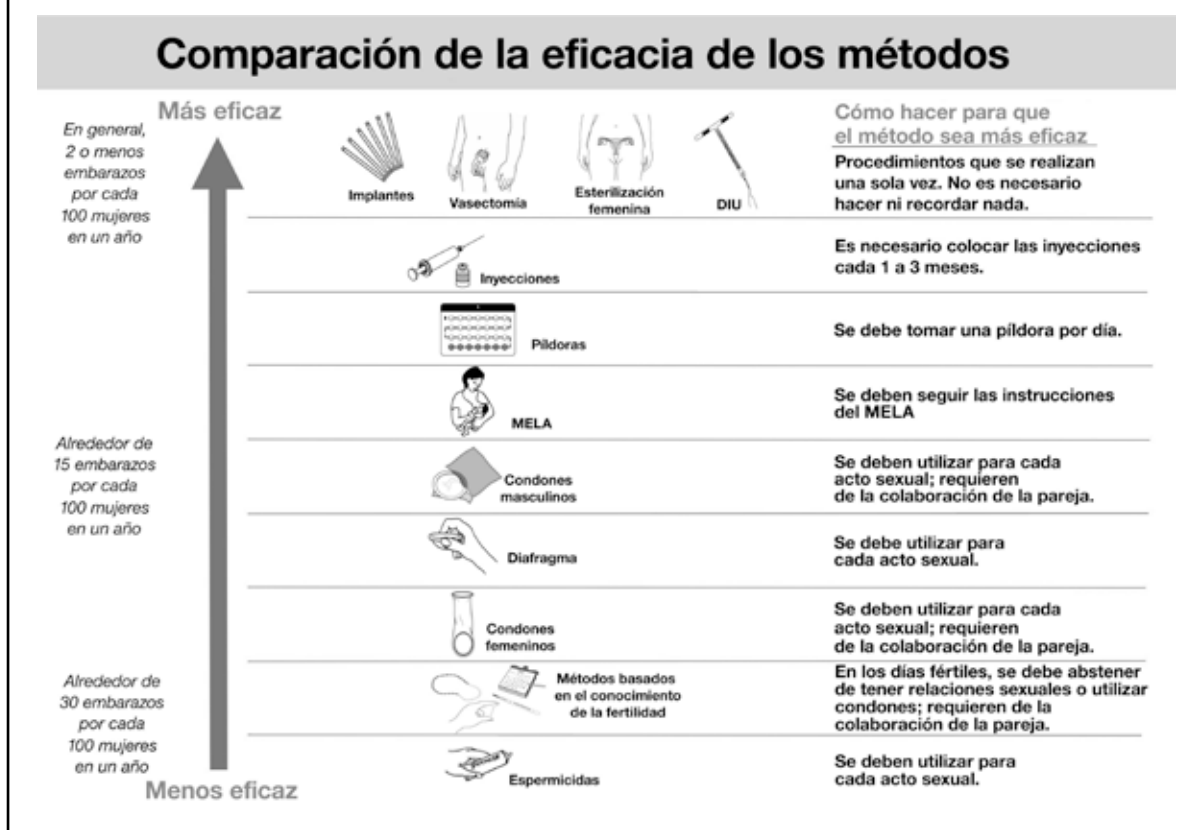 Comparación de la eficacia de los métodos
Más eficaz
En general,
2 o menos
embarazos
por cada
100 mujeres
en un año
Implantes
Vasectomía
Esterilización
femenina
DIU
Cómo hacer para que
el método sea más eficaz
Procedimientos que se realizan
una sola vez. No es necesario
hacer ni recordar nada.
Inyecciones
Es necesario colocar las inyecciones
cada 1 a 3 meses.
Píldoras
Se debe tomar una píldora por día.
MELA
Se deben seguir las instrucciones
del MELA
Alrededor de
15 embarazos
por cada
100 mujeres
en un año
Condones
masculinos
Se deben utilizar para cada
acto sexual; requieren
de la colaboración de la pareja.
Diafragma
Se debe utilizar para
cada acto sexual.
Condones
femeninos
Se deben utilizar para cada
acto sexual; requieren
de la colaboración de la pareja.
Alrededor de
30 embarazos
por cada
100 mujeres
en un año
Métodos basados
en el conocimiento
de la fertilidad
En los días fértiles, se debe abstener
de tener relaciones sexuales o utilizar
condones; requieren de la
colaboración de la pareja.
Espermicidas
Se deben utilizar para
cada acto sexual.
Menos eficaz